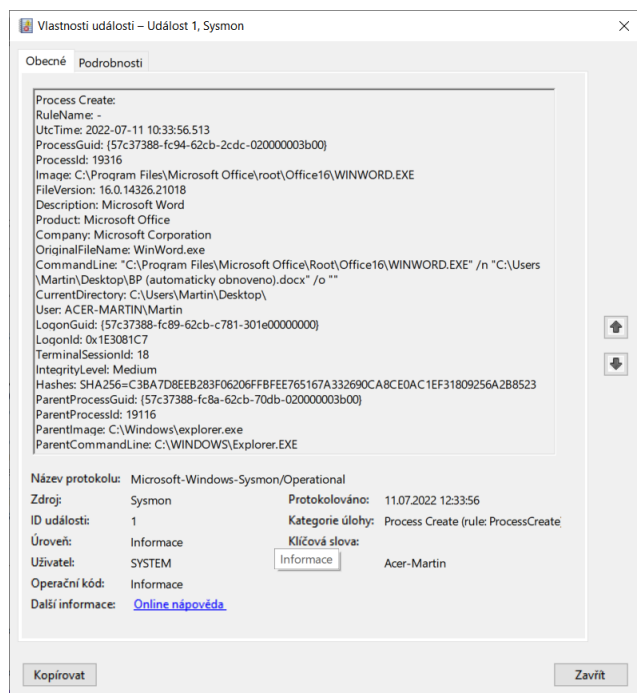 Vlastnosti události – Událost 1, Sysmon
Obecné Podrobnosti
Process Create:
RuleName: -
UtcTime: 2022-07-11 10:33:56.513
ProcessGuid: {57c37388-fc94-62cb-2cdc-020000003b00}
ProcessId: 19316
Image: C:\Program Files\Microsoft Office\root\Office16\WINWORD.EXE
FileVersion: 16.0.14326.21018
Description: Microsoft Word
Product: Microsoft Office
Company: Microsoft Corporation
OriginalFileName: WinWord.exe
CommandLine: "C:\Program Files\Microsoft Office\Root\Office16\WINWORD.EXE" /n "C:\Users
\Martin\Desktop\BP (automaticky obnoveno).docx" /o ""
CurrentDirectory: C:\Users\Martin\Desktop\
User: ACER-MARTIN\Martin
LogonGuid: {57c37388-fc89-62cb-c781-301e00000000}
LogonId: 0x1E3081C7
TerminalSessionId: 18
IntegrityLevel: Medium
Hashes: SHA256=C3BA7D8EEB283F06206FFBFEE765167A332690CA8CE0AC1EF31809256A2B8523
ParentProcessGuid: {57c37388-fc8a-62cb-70db-020000003b00}
ParentProcessId: 19116
ParentImage: C:\Windows\explorer.exe
ParentCommandLine: C:\WINDOWS\Explorer.EXE
Název protokolu: Microsoft-Windows-Sysmon/Operational
Zdroj: Sysmon Protokolováno: 11.07.2022 12:33:56
ID události: 1 Kategorie úlohy: Process Create (rule: ProcessCreate
Úroveň: Informace Klíčová slova:
Uživatel: SYSTEM Informace Acer-Martin
Operační kód: Informace
Další informace: Online nápověda
Kopírovat Zavřít